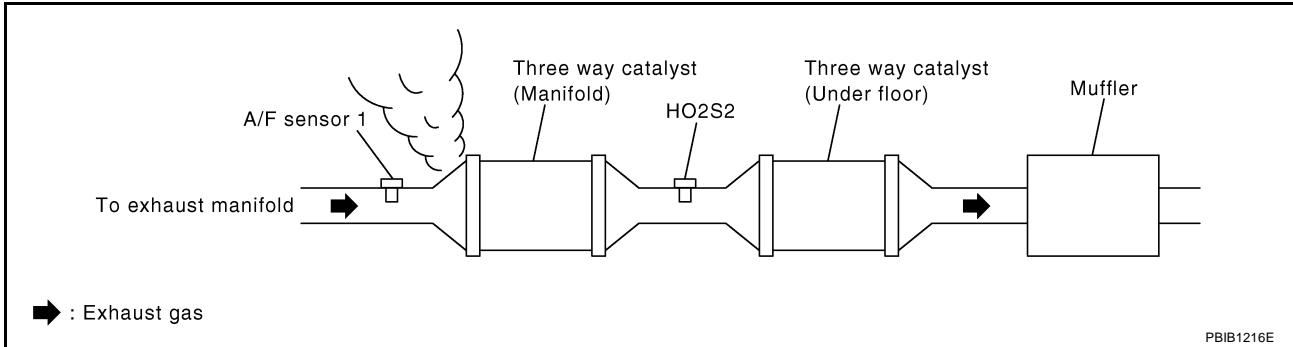 Three way catalyst
(Manifold)
Three way catalyst
(Under floor)
Muffler
A/F sensor 1
HO2S2
To exhaust manifold
: Exhaust gas
PBIB1216E